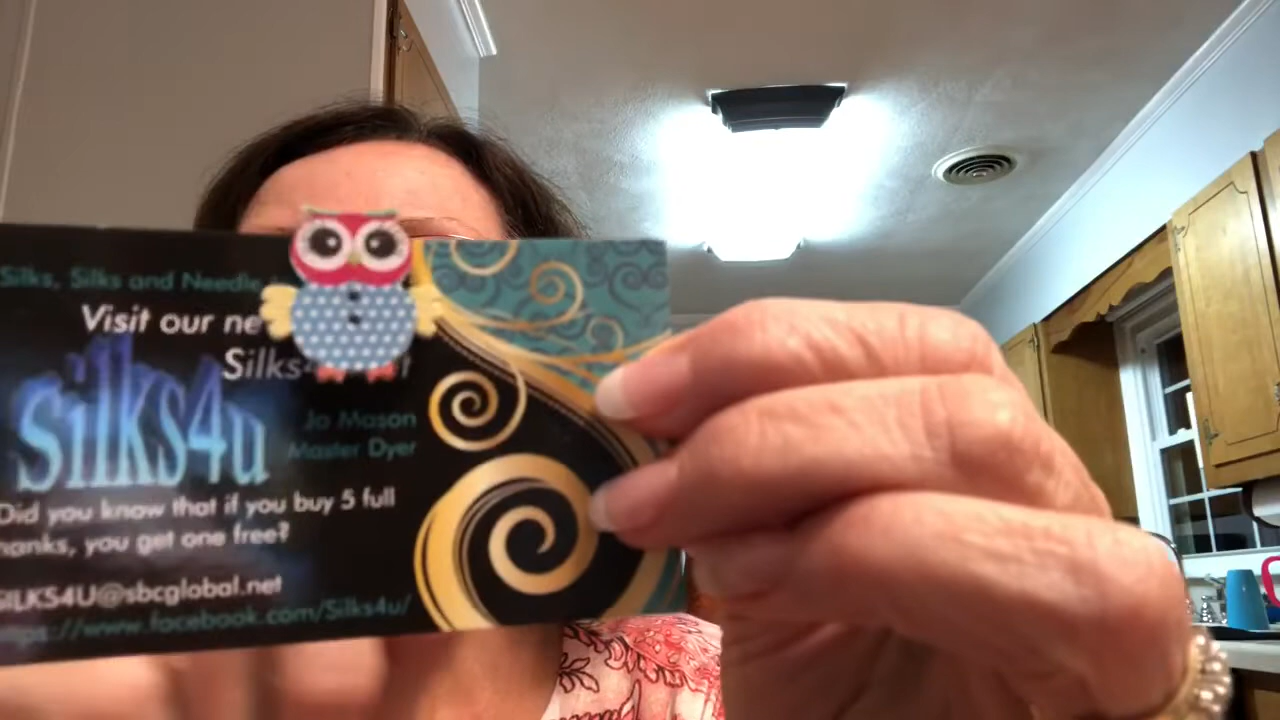 Silks, Silks and Needle
Visit our ne
Silks
Silks4u
Jo Mason
Master Dyer
Did you know that if you buy 5 full
hanks, you get one free?
SILKS4U@sbcglobal.net
https://www.facebook.com/Silks4u/